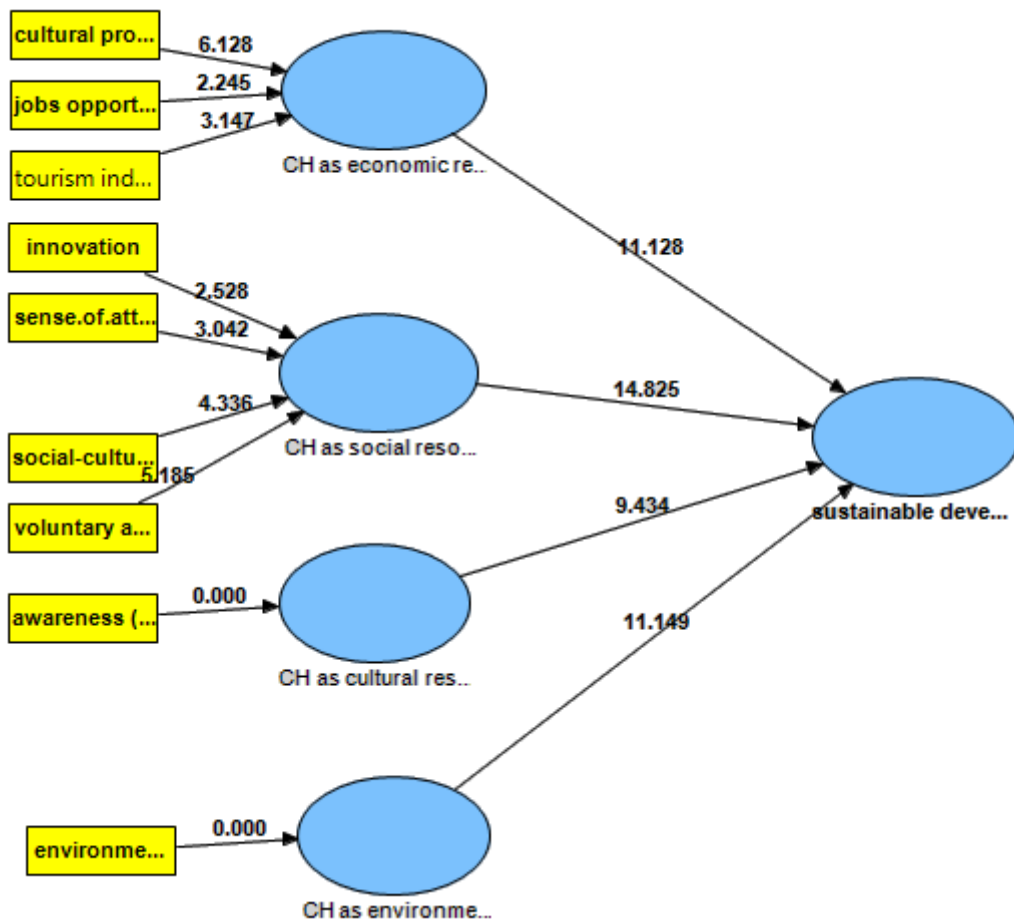 cultural pro...
6.128
jobs opport...
2.245
tourism ind...
3.147
CH as economic re...
11.128
innovation
2.528
sense.of.att...
3.042
social-cultu...
4.336
voluntary a...
5.185
CH as social reso...
14.825
awareness (...
0.000
CH as cultural res...
9.434
environme...
0.000
CH as environme...
11.149
sustainable deve...